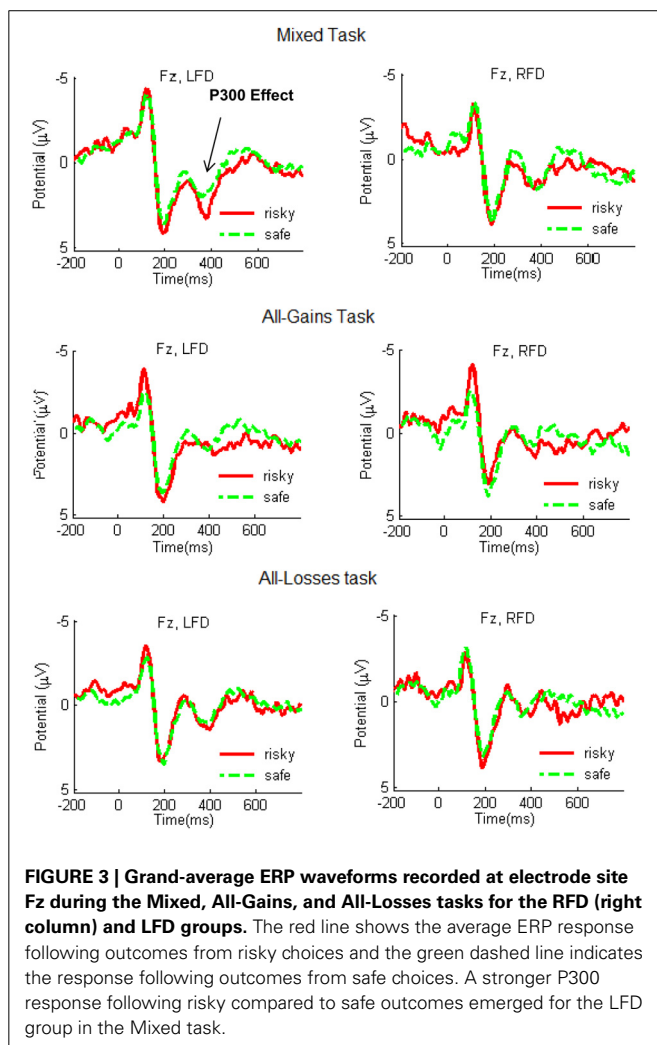 Mixed Task
Fz, LFD
P300 Effect
Fz, RFD
-5
0
5
Potential (µV)
risky
safe
-200 0 200 400 600
Time(ms)
-5
0
5
Potential (µV)
risky
safe
-200 0 200 400 600
Time(ms)
All-Gains Task
Fz, LFD
Fz, RFD
-5
0
5
Potential (µV)
risky
safe
-200 0 200 400 600
Time(ms)
-5
0
5
Potential (µV)
risky
safe
-200 0 200 400 600
Time(ms)
All-Losses task
Fz, LFD
Fz, RFD
-5
0
5
Potential (µV)
risky
safe
-200 0 200 400 600
Time(ms)
-5
0
5
Potential (µV)
risky
safe
-200 0 200 400 600
Time(ms)
FIGURE 3 | Grand-average ERP waveforms recorded at electrode site
Fz during the Mixed, All-Gains, and All-Losses tasks for the RFD (right
column) and LFD groups. The red line shows the average ERP response
following outcomes from risky choices and the green dashed line indicates
the response following outcomes from safe choices. A stronger P300
response following risky compared to safe outcomes emerged for the LFD
group in the Mixed task.